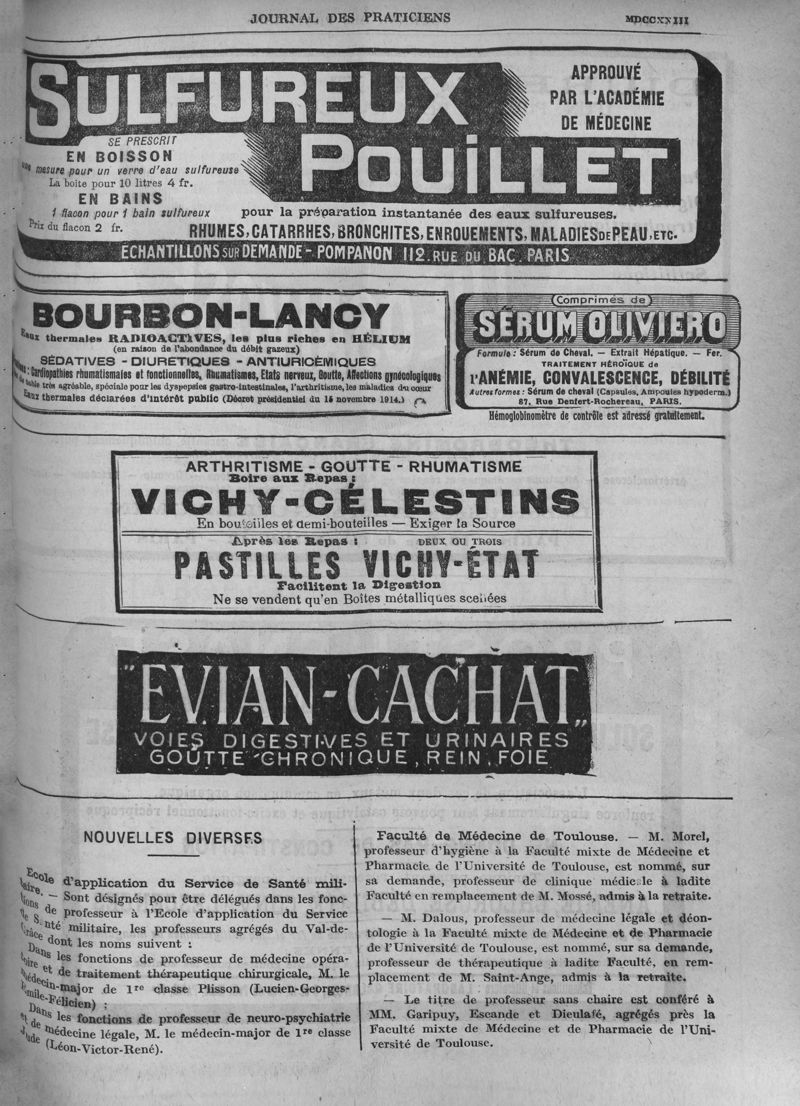 JOURNAL DES PRATICIENS MDCCXXIII
SULFUREUX
POUILLET
APPROUVÉ
PAR L'ACADÉMIE
DE MÉDECINE
SE PRESCRIT
EN BOISSON
une mesure pour un verre d'eau sulfureuse
La boite pour 10 litres 4 fr.
EN BAINS
1 flacon pour 1 bain sulfureux
Prix du flacon 2 fr.
pour la préparation instantanée des eaux sulfureuses.
RHUMES, CATARRHES, BRONCHITES, ENROUEMENTS, MALADIES DE PEAU, ETC.
ÉCHANTILLONS SUR DEMANDE - POMPANON 112, RUE DU BAC, PARIS
BOURBON-LANCY
Eaux thermales RADIOACTIVES, les plus riches en HÉLIUM
(en raison de l'abondance du débit gazeux)
SÉDATIVES - DIURETIQUES - ANTIURICÉMIQUES
: Cardiopathies rhumatismales et fonctionnelles, Rhumatismes, Etats nerveux, Goutte, Affections gynécologiques
de table très agréable, spéciale pour les dyspepsies gastro-intestinales, l'arthritisme, les maladies du cœur
Eaux thermales déclarées d'intérêt public (Décret présidentiel du 15 novembre 1914.)
(Comprimés de)
SÉRUM OLIVIERO
Formule : Sérum de Cheval. — Extrait Hépatique. — Fer.
TRAITEMENT HÉROÏQUE de
l'ANÉMIE, CONVALESCENCE, DÉBILITÉ
Autres formes : Sérum de cheval (Capsules, Ampoules hypoderm.)
87, Rue Denfert-Rochereau, PARIS.
Hémoglobinomètre de contrôle est adressé gratuitement.
ARTHRITISME - GOUTTE - RHUMATISME
Boire aux Repas :
VICHY-CÉLESTINS
En bouteilles et demi-bouteilles — Exiger la Source
Après les Repas : DEUX OU TROIS
PASTILLES VICHY-ÉTAT
Facilitent la Digestion
Ne se vendent qu'en Boîtes métalliques scellées
"EVIAN-CACHAT"
VOIES DIGESTIVES ET URINAIRES
GOUTTE CHRONIQUE, REIN, FOIE
NOUVELLES DIVERSES
Ecole d'application du Service de Santé mili-
taire. — Sont désignés pour être délégués dans les fonc-
tions de professeur à l'Ecole d'application du Service
de Santé militaire, les professeurs agrégés du Val-de-
Grâce dont les noms suivent :
Dans les fonctions de professeur de médecine opéra-
toire et de traitement thérapeutique chirurgicale, M. le
médecin-major de 1re classe Plisson (Lucien-Georges-
Emile-Félicien) ;
Dans les fonctions de professeur de neuro-psychiatrie
et de médecine légale, M. le médecin-major de 1re classe
(Léon-Victor-René).
Faculté de Médecine de Toulouse. — M. Morel,
professeur d'hygiène à la Faculté mixte de Médecine et
Pharmacie de l'Université de Toulouse, est nommé, sur
sa demande, professeur de clinique médicale à ladite
Faculté en remplacement de M. Mossé, admis à la retraite.
— M. Dalous, professeur de médecine légale et déon-
tologie à la Faculté mixte de Médecine et de Pharmacie
de l'Université de Toulouse, est nommé, sur sa demande,
professeur de thérapeutique à ladite Faculté, en rem-
placement de M. Saint-Ange, admis à la retraite.
— Le titre de professeur sans chaire est conféré à
MM. Garipuy, Escande et Dieulafé, agrégés près la
Faculté mixte de Médecine et de Pharmacie de l'Uni-
versité de Toulouse.